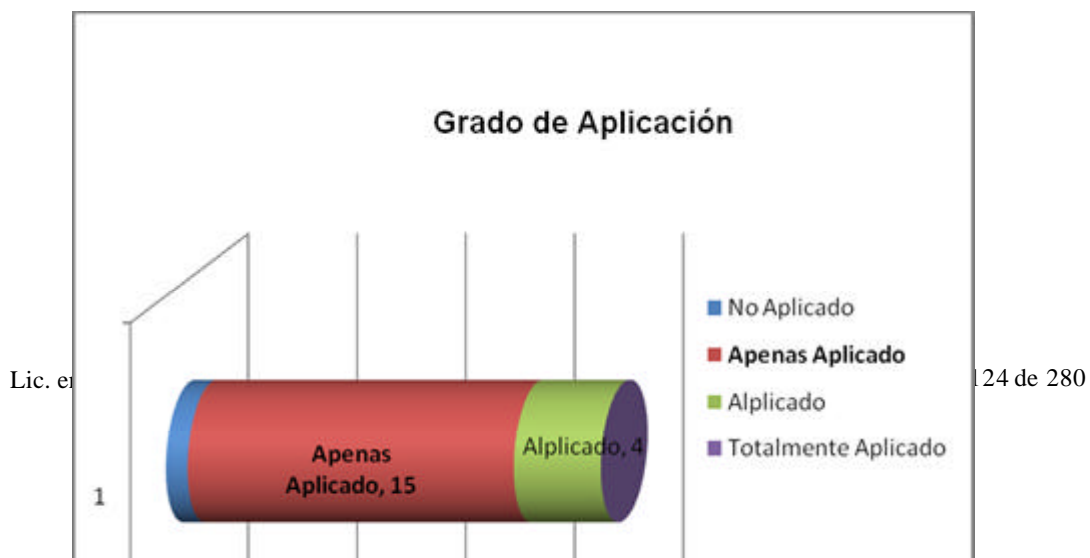 Grado de Aplicación
No Aplicado
Apenas Aplicado
Alplicado
Totalmente Aplicado
Lic.
124 de 280
Apenas
Aplicado, 15
Alplicado, 4
1